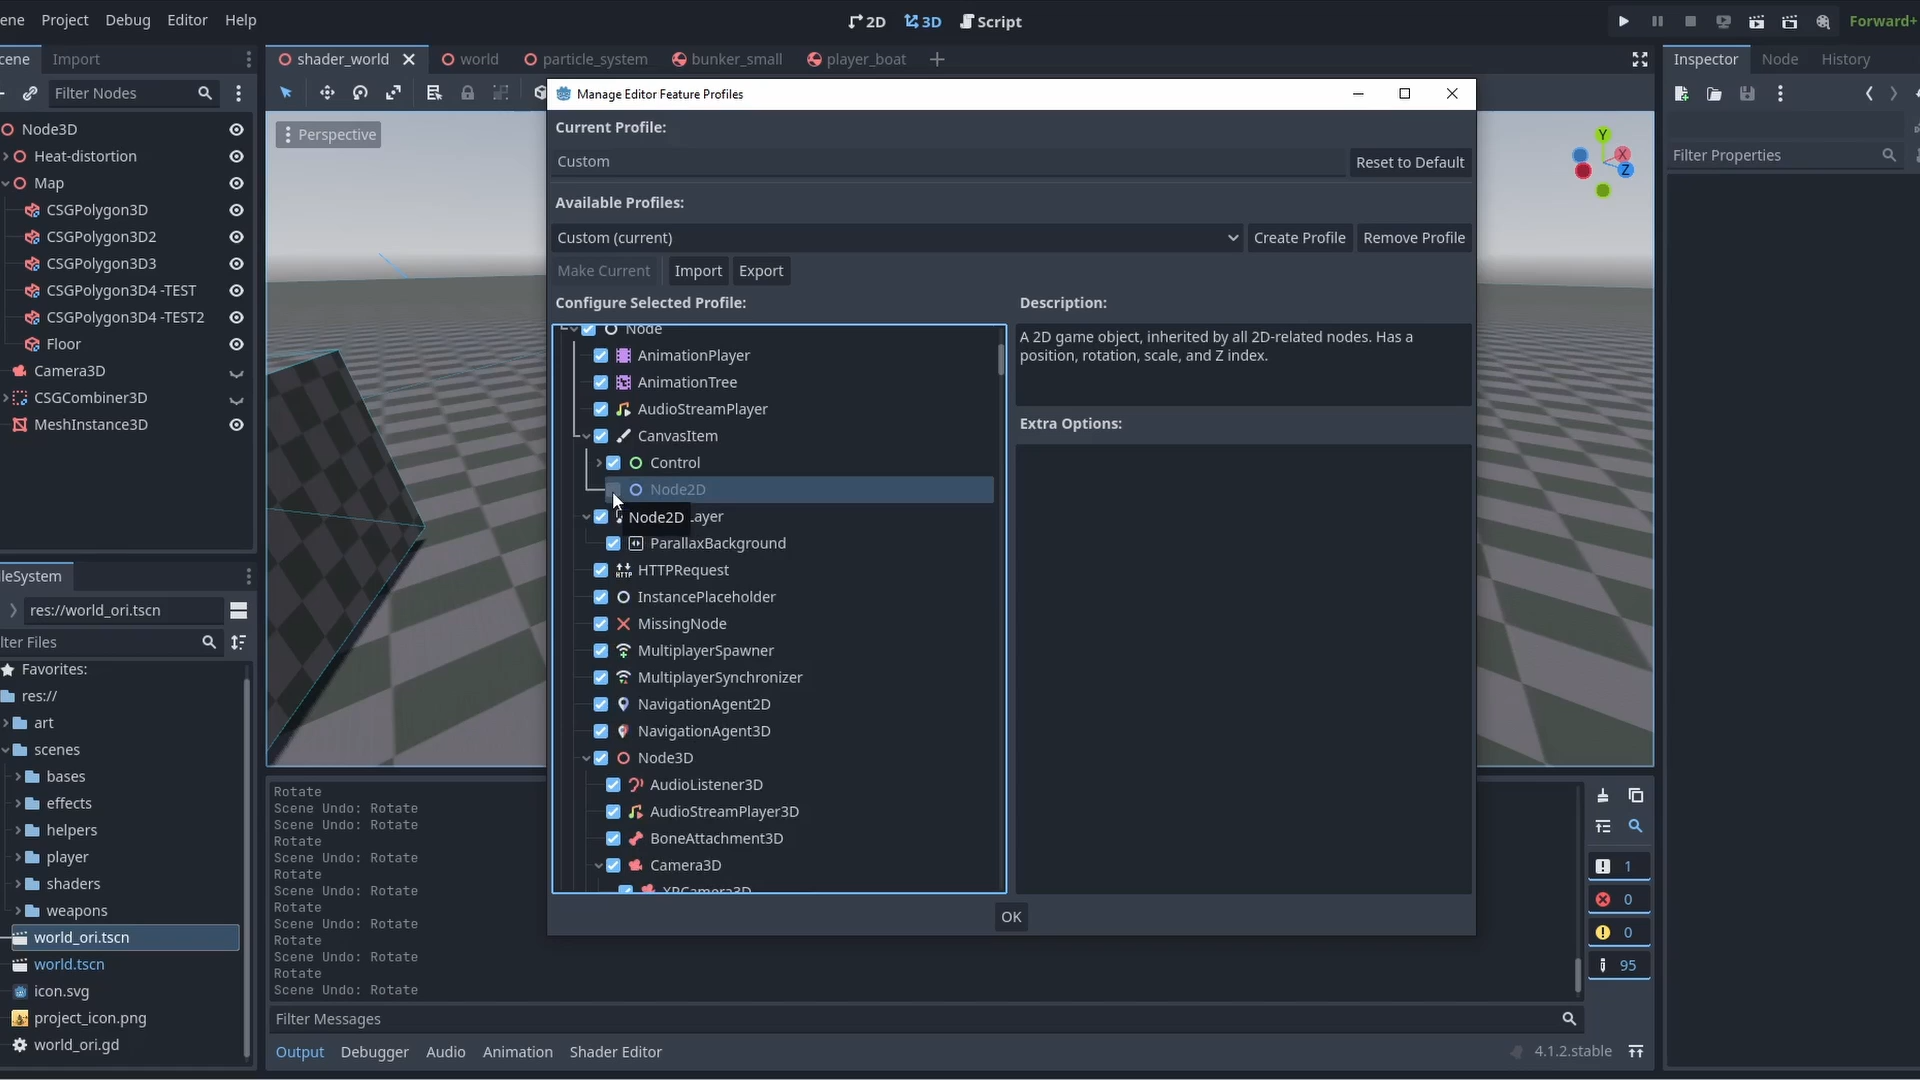 ene Project Debug Editor Help
2D 3D Script
Forward+
cene Import
shader_world world particle_system bunker_small player_boat
Inspector Node History
Filter Nodes
Manage Editor Feature Profiles
Perspective
Y
X
Z
Filter Properties
Node3D
Heat-distortion
Map
CSGPolygon3D
CSGPolygon3D2
CSGPolygon3D3
CSGPolygon3D4 -TEST
CSGPolygon3D4 -TEST2
Floor
Camera3D
CSGCombiner3D
MeshInstance3D
Current Profile:
Custom
Reset to Default
Available Profiles:
Custom (current)
Create Profile Remove Profile
Make Current Import Export
Configure Selected Profile:
Node
AnimationPlayer
AnimationTree
AudioStreamPlayer
CanvasItem
Control
Node2D
Node2D ayer
ParallaxBackground
HTTPRequest
InstancePlaceholder
MissingNode
MultiplayerSpawner
MultiplayerSynchronizer
NavigationAgent2D
NavigationAgent3D
Node3D
AudioListener3D
AudioStreamPlayer3D
BoneAttachment3D
Camera3D
XRCamera3D
Description:
A 2D game object, inherited by all 2D-related nodes. Has a
position, rotation, scale, and Z index.
Extra Options:
OK
ileSystem
res://world_ori.tscn
lter Files
Favorites:
res://
art
scenes
bases
effects
helpers
player
shaders
weapons
world_ori.tscn
world.tscn
icon.svg
project_icon.png
world_ori.gd
Rotate
Scene Undo: Rotate
Scene Undo: Rotate
Rotate
Scene Undo: Rotate
Rotate
Scene Undo: Rotate
Rotate
Scene Undo: Rotate
Rotate
Scene Undo: Rotate
Rotate
Scene Undo: Rotate
1
0
0
95
Filter Messages
Output Debugger Audio Animation Shader Editor
4.1.2.stable